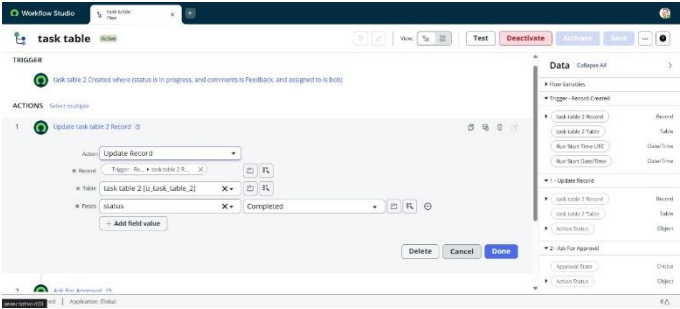 Workflow Studio
task table
Flow
task table
Active
View:
Test
Deactivate
Activate
Save
TRIGGER
task table 2 Created where (status is In progress, and comments is Feedback, and assigned to is bob)
ACTIONS Select multiple
1 Update task table 2 Record
Action Update Record
* Record Trigger - Re... ▸ task table 2 R... X
* Table task table 2 [u_task_table_2]
* Fields status Completed
+ Add field value
Delete Cancel Done
2 Ask For Approval
Application: Global
Data Collapse All
Flow Variables
Trigger - Record Created
task table 2 Record Record
task table 2 Table Table
Run Start Time UTC Date/Time
Run Start Date/Time Date/Time
1 - Update Record
task table 2 Record Record
task table 2 Table Table
Action Status Object
2 - Ask For Approval
Approval State Choice
Action Status Object